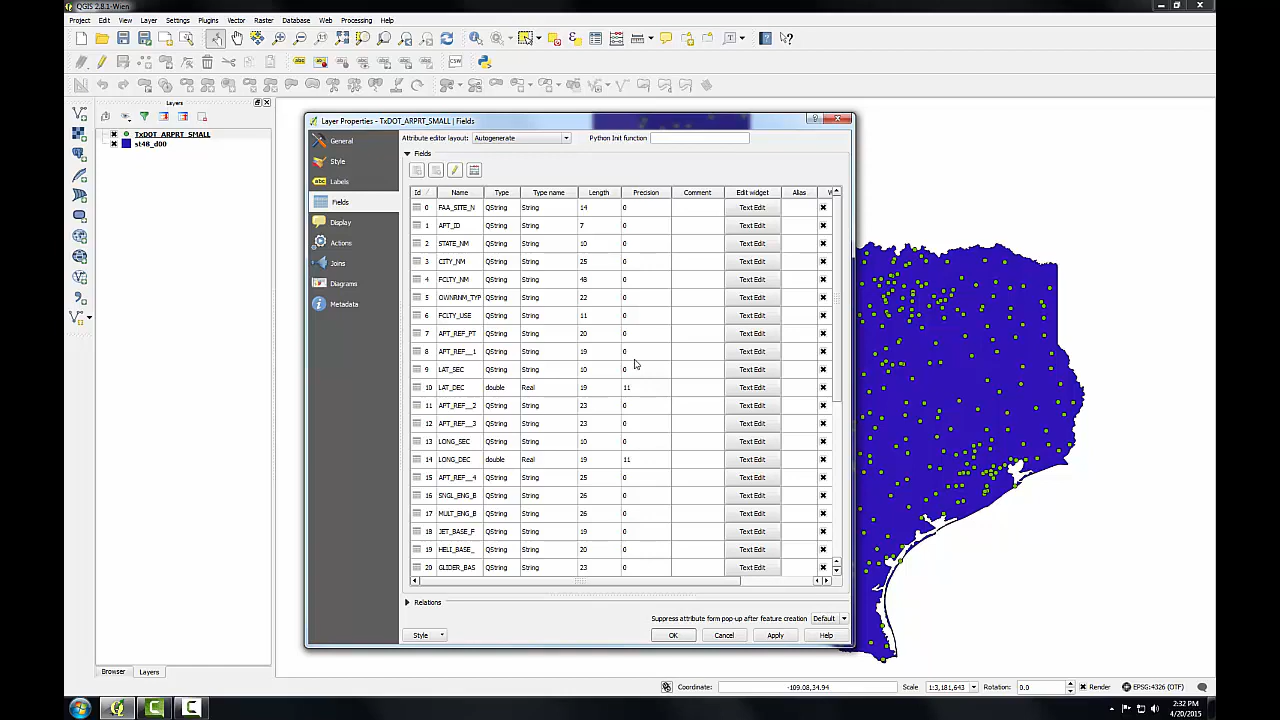 QGIS 2.8.1-Wien
Project Edit View Layer Settings Plugins Vector Raster Database Web Processing Help
Layers
TxDOT_ARPRT_SMALL
st48_d00
Layer Properties - TxDOT_ARPRT_SMALL | Fields
General
Style
Labels
Fields
Display
Actions
Joins
Diagrams
Metadata
Attribute editor layout: Autogenerate Python Init function
Fields
Id Name Type Type name Length Precision Comment Edit widget Alias W
0 FAA_SITE_N QString String 14 0 Text Edit
1 APT_ID QString String 7 0 Text Edit
2 STATE_NM QString String 10 0 Text Edit
3 CITY_NM QString String 25 0 Text Edit
4 FCLTY_NM QString String 48 0 Text Edit
5 OWNRNM_TYP QString String 22 0 Text Edit
6 FCLTY_USE QString String 11 0 Text Edit
7 APT_REF_PT QString String 20 0 Text Edit
8 APT_REF__1 QString String 19 0 Text Edit
9 LAT_SEC QString String 10 0 Text Edit
10 LAT_DEC double Real 19 11 Text Edit
11 APT_REF__2 QString String 23 0 Text Edit
12 APT_REF__3 QString String 23 0 Text Edit
13 LONG_SEC QString String 10 0 Text Edit
14 LONG_DEC double Real 19 11 Text Edit
15 APT_REF__4 QString String 25 0 Text Edit
16 SNGL_ENG_B QString String 26 0 Text Edit
17 MULT_ENG_B QString String 26 0 Text Edit
18 JET_BASE_F QString String 19 0 Text Edit
19 HELI_BASE_ QString String 20 0 Text Edit
20 GLIDER_BAS QString String 23 0 Text Edit
Relations
Suppress attribute form pop-up after feature creation Default
Style OK Cancel Apply Help
Browser Layers
Coordinate: -109.08,34.94 Scale 1:3,181,643 Rotation: 0.0 Render EPSG:4326 (OTF)
2:32 PM
4/20/2015